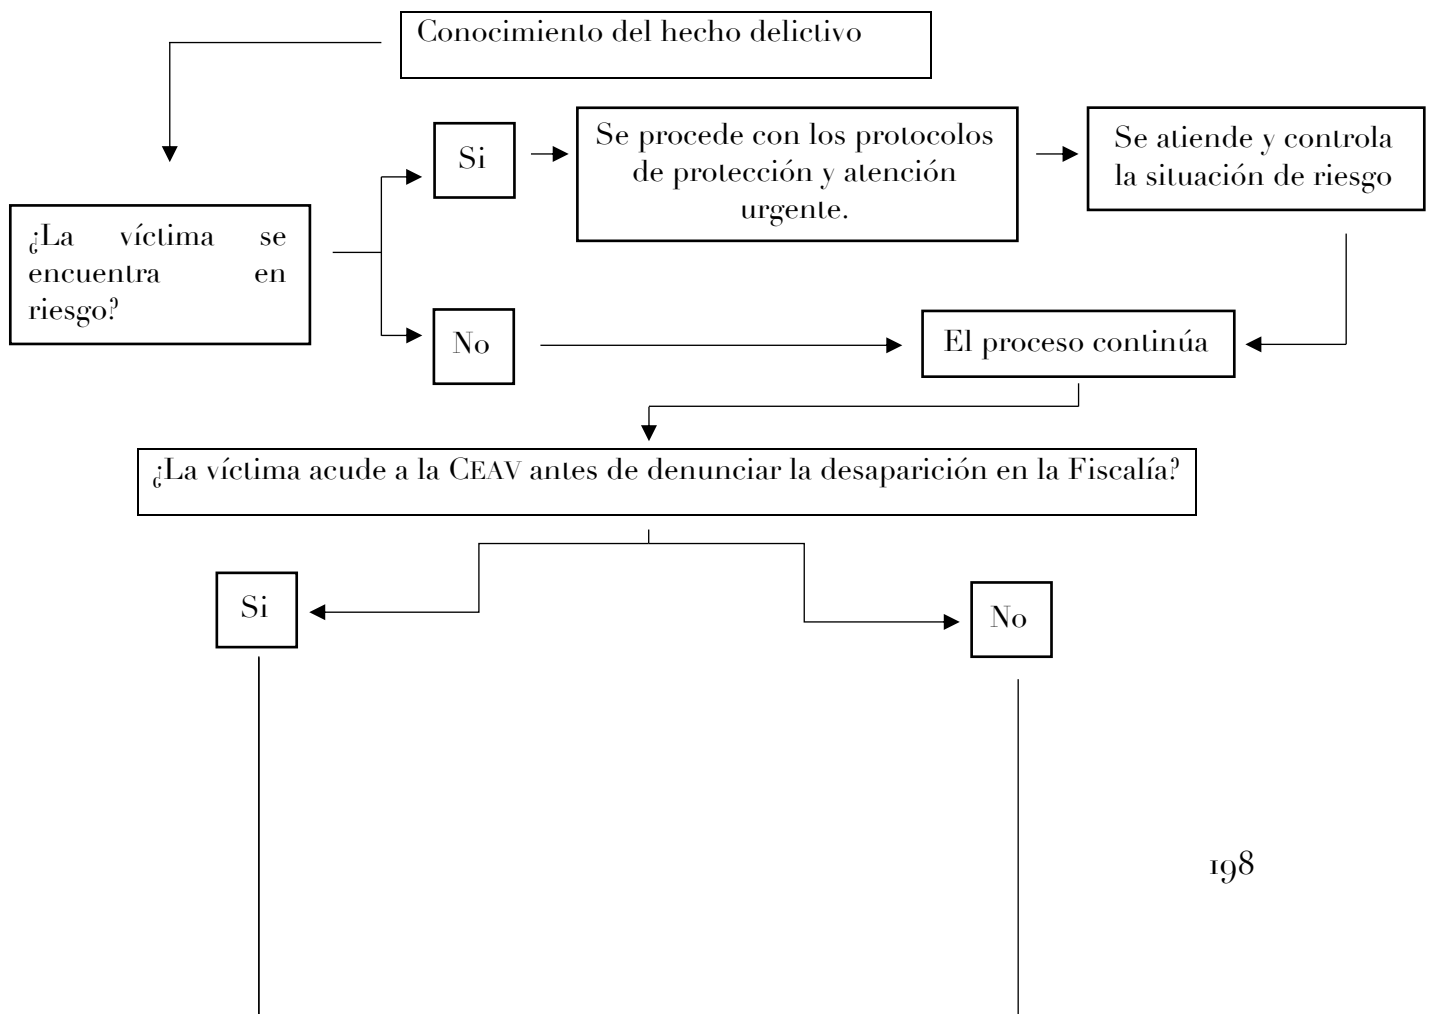 Conocimiento del hecho delictivo
Si
Se procede con los protocolos
de protección y atención
urgente.
Se atiende y controla
la situación de riesgo
¿La víctima se
encuentra en
riesgo?
No
El proceso continúa
¿La víctima acude a la CEAV antes de denunciar la desaparición en la Fiscalía?
Si
No
198